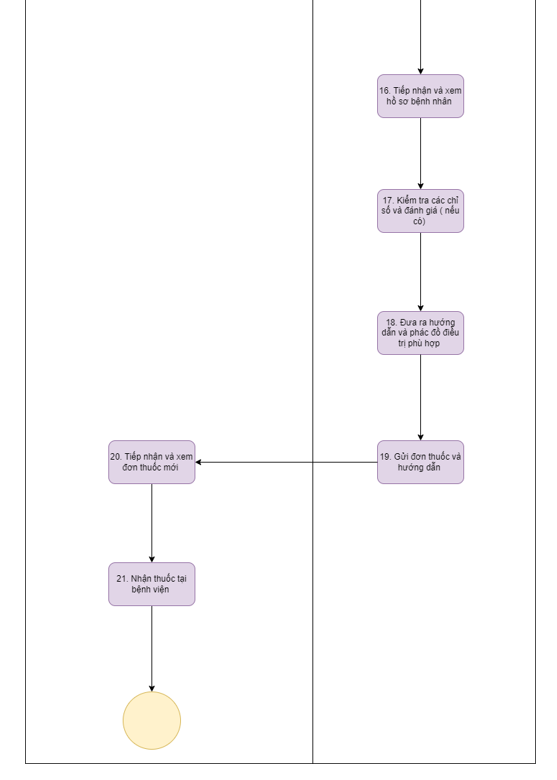 16. Tiếp nhận và xem
hồ sơ bệnh nhân
17. Kiểm tra các chỉ
số và đánh giá ( nếu
có)
18. Đưa ra hướng
dẫn và phác đồ điều
trị phù hợp
19. Gửi đơn thuốc và
hướng dẫn
20. Tiếp nhận và xem
đơn thuốc mới
21. Nhận thuốc tại
bệnh viện